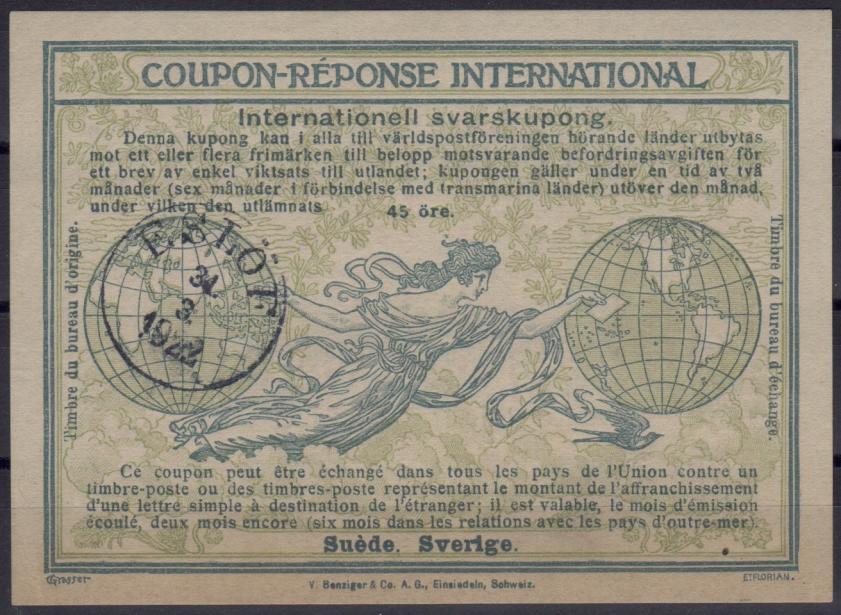 COUPON-RÉPONSE INTERNATIONAL
Internationell svarskupong.
Denna kupong kan i alla till världspostföreningen hörande länder utbytas
mot ett eller flera frimärken till belopp motsvarande befordringsavgiften för
ett brev av enkel viktsats till utlandet; kupongen gäller under en tid av två
månader (sex månader i förbindelse med transmarina länder) utöver den månad,
under vilken den utlämnats
45 öre.
Timbre du bureau d'origine.
ESLÖV
31
8
1922
Timbre du bureau d'échange.
Ce coupon peut être échangé dans tous les pays de l'Union contre un
timbre-poste ou des timbres-poste représentant le montant de l'affranchissement
d'une lettre simple à destination de l'étranger; il est valable, le mois d'émission
écoulé, deux mois encore (six mois dans les relations avec les pays d'outre-mer).
Suède. Sverige.
Grasset
V. Benziger & Co. A. G., Einsiedeln, Schweiz.
E. FLORIAN.